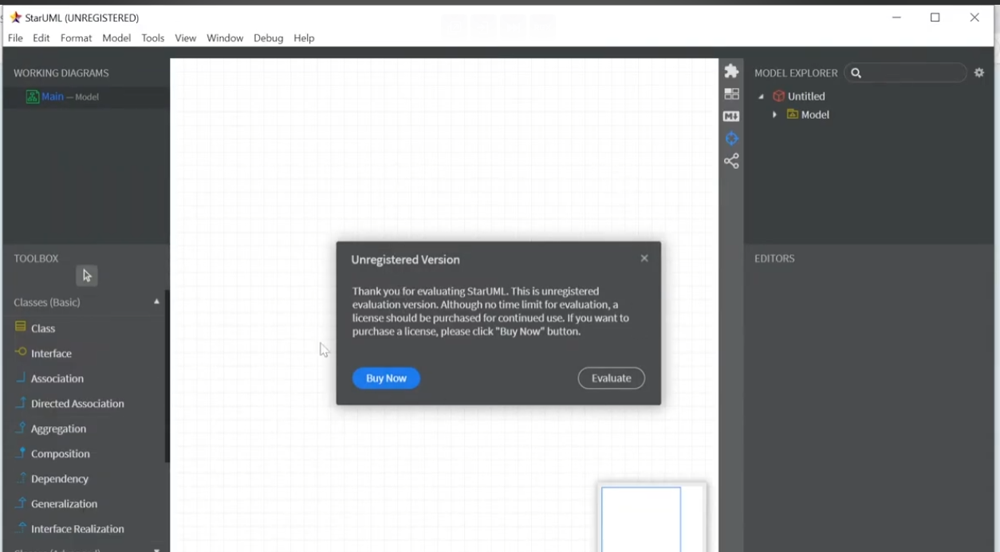 StarUML (UNREGISTERED)
File Edit Format Model Tools View Window Debug Help
WORKING DIAGRAMS
Main — Model
TOOLBOX
Classes (Basic)
Class
Interface
Association
Directed Association
Aggregation
Composition
Dependency
Generalization
Interface Realization
Unregistered Version
Thank you for evaluating StarUML. This is unregistered
evaluation version. Although no time limit for evaluation, a
license should be purchased for continued use. If you want to
purchase a license, please click "Buy Now" button.
Buy Now
Evaluate
M
MODEL EXPLORER
Untitled
Model
EDITORS